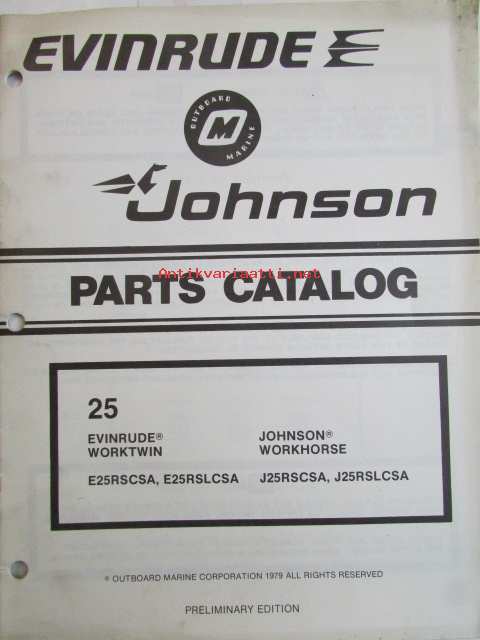 EVINRUDE
OUTBOARD MARINE
M
Johnson
Antikvariaatti.net
PARTS CATALOG
25
EVINRUDE®
WORKTWIN
JOHNSON®
WORKHORSE
E25RSCSA, E25RSLCSA
J25RSCSA, J25RSLCSA
® OUTBOARD MARINE CORPORATION 1979 ALL RIGHTS RESERVED
PRELIMINARY EDITION